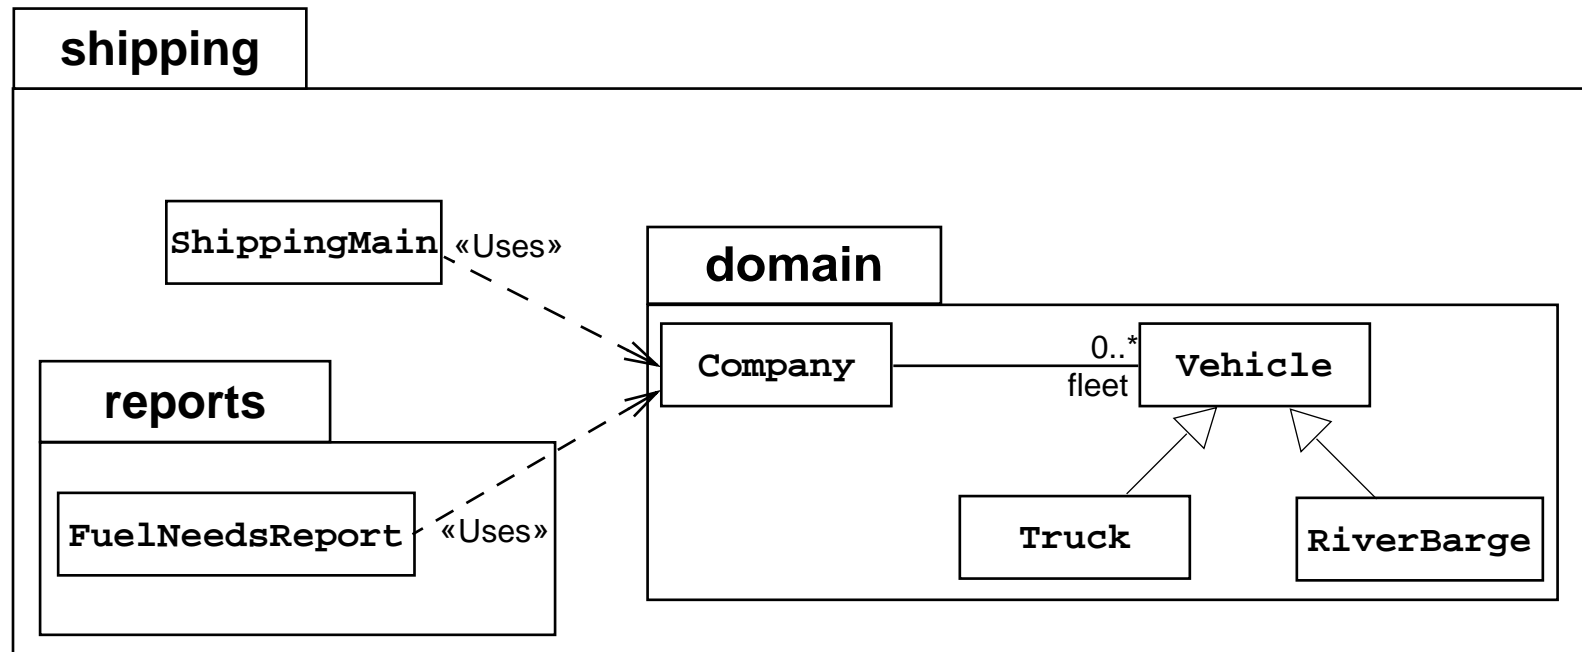 shipping
ShippingMain
«Uses»
domain
Company
0..*
fleet
Vehicle
reports
FuelNeedsReport
«Uses»
Truck
RiverBarge